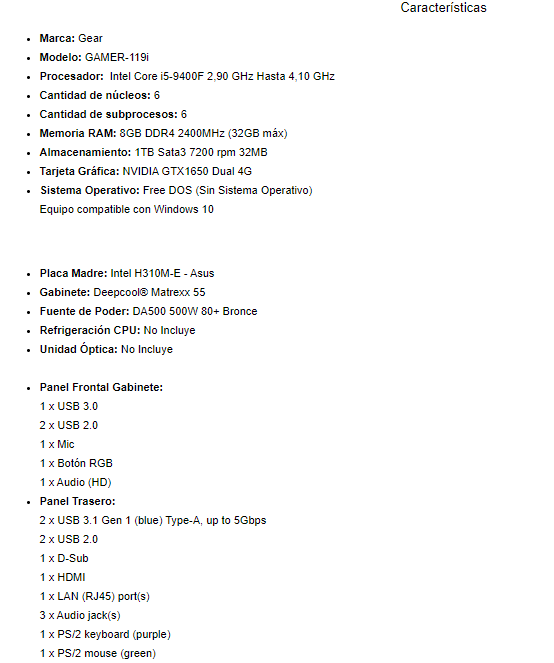 Características
Marca: Gear
Modelo: GAMER-119i
Procesador: Intel Core i5-9400F 2,90 GHz Hasta 4,10 GHz
Cantidad de núcleos: 6
Cantidad de subprocesos: 6
Memoria RAM: 8GB DDR4 2400MHz (32GB máx)
Almacenamiento: 1TB Sata3 7200 rpm 32MB
Tarjeta Gráfica: NVIDIA GTX1650 Dual 4G
Sistema Operativo: Free DOS (Sin Sistema Operativo)
Equipo compatible con Windows 10
Placa Madre: Intel H310M-E - Asus
Gabinete: Deepcool® Matrexx 55
Fuente de Poder: DA500 500W 80+ Bronce
Refrigeración CPU: No Incluye
Unidad Óptica: No Incluye
Panel Frontal Gabinete:
1 x USB 3.0
2 x USB 2.0
1 x Mic
1 x Botón RGB
1 x Audio (HD)
Panel Trasero:
2 x USB 3.1 Gen 1 (blue) Type-A, up to 5Gbps
2 x USB 2.0
1 x D-Sub
1 x HDMI
1 x LAN (RJ45) port(s)
3 x Audio jack(s)
1 x PS/2 keyboard (purple)
1 x PS/2 mouse (green)